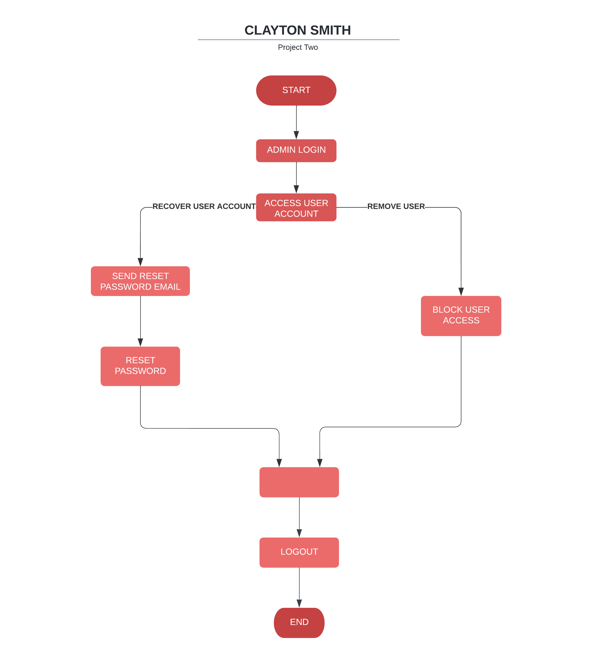 CLAYTON SMITH
Project Two
START
ADMIN LOGIN
ACCESS USER
ACCOUNT
RECOVER USER ACCOUNT
REMOVE USER
SEND RESET
PASSWORD EMAIL
BLOCK USER
ACCESS
RESET
PASSWORD
LOGOUT
END